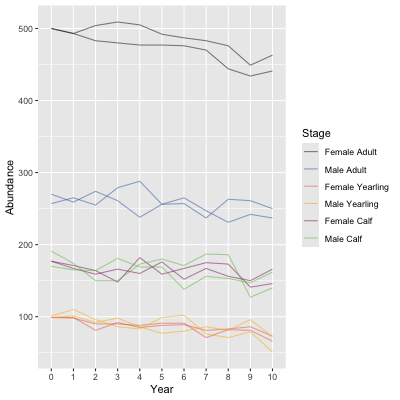 500
400
300
200
100
0 1 2 3 4 5 6 7 8 9 10
Year
Abundance
Stage
Female Adult
Male Adult
Female Yearling
Male Yearling
Female Calf
Male Calf